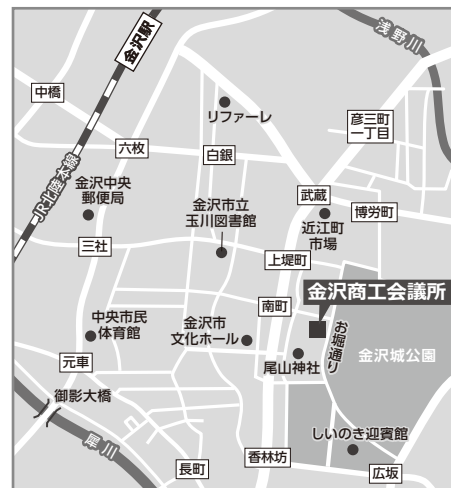 金沢駅
浅野川
中橋
リファーレ
彦三町
一丁目
JR北陸本線
六枚
白銀
金沢中央
郵便局
武蔵
金沢市立
玉川図書館
近江町
市場
博労町
三社
上堤町
南町
金沢商工会議所
中央市民
体育館
金沢市
文化ホール
お堀通り
金沢城公園
尾山神社
元車
御影大橋
しいのき迎賓館
犀川
長町
香林坊
広坂